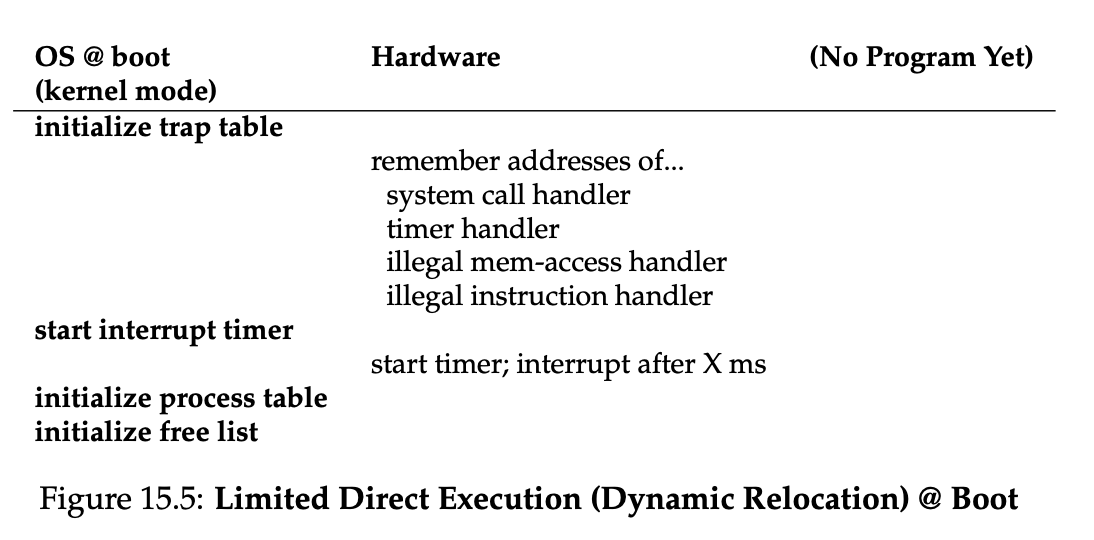 OS @ boot Hardware (No Program Yet)
(kernel mode)
initialize trap table
remember addresses of...
system call handler
timer handler
illegal mem-access handler
illegal instruction handler
start interrupt timer
start timer; interrupt after X ms
initialize process table
initialize free list
Figure 15.5: Limited Direct Execution (Dynamic Relocation) @ Boot